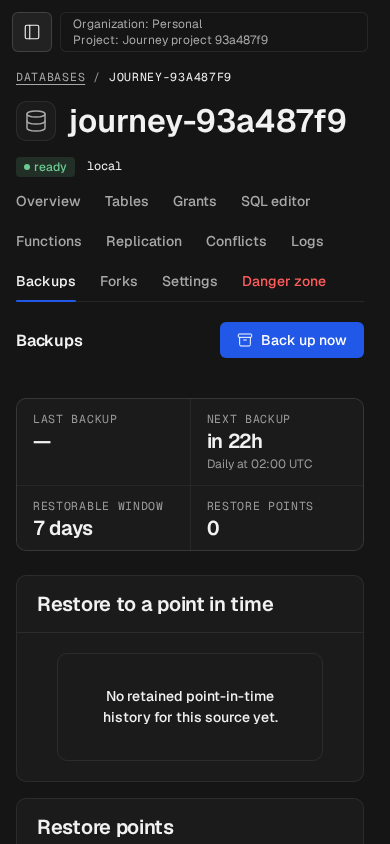 Organization: Personal
Project: Journey project 93a487f9
DATABASES / JOURNEY-93A487F9
journey-93a487f9
ready local
Overview Tables Grants SQL editor
Functions Replication Conflicts Logs
Backups Forks Settings Danger zone
Backups
Back up now
LAST BACKUP
—
NEXT BACKUP
in 22h
Daily at 02:00 UTC
RESTORABLE WINDOW
7 days
RESTORE POINTS
0
Restore to a point in time
No retained point-in-time
history for this source yet.
Restore points